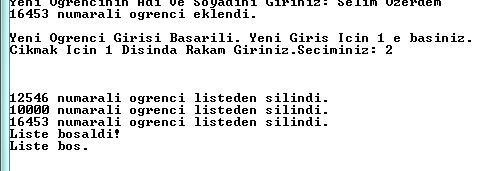 Yeni Ogrencinin Adi Ve Soyadini Giriniz: Selim Ozerdem
16453 numarali ogrenci eklendi.
Yeni Ogrenci Girisi Basarili. Yeni Giris Icin 1 e basiniz.
Cikmak Icin 1 Disinda Rakam Giriniz.Seciminiz: 2
12546 numarali ogrenci listeden silindi.
10000 numarali ogrenci listeden silindi.
16453 numarali ogrenci listeden silindi.
Liste bosaldi!
Liste bos.